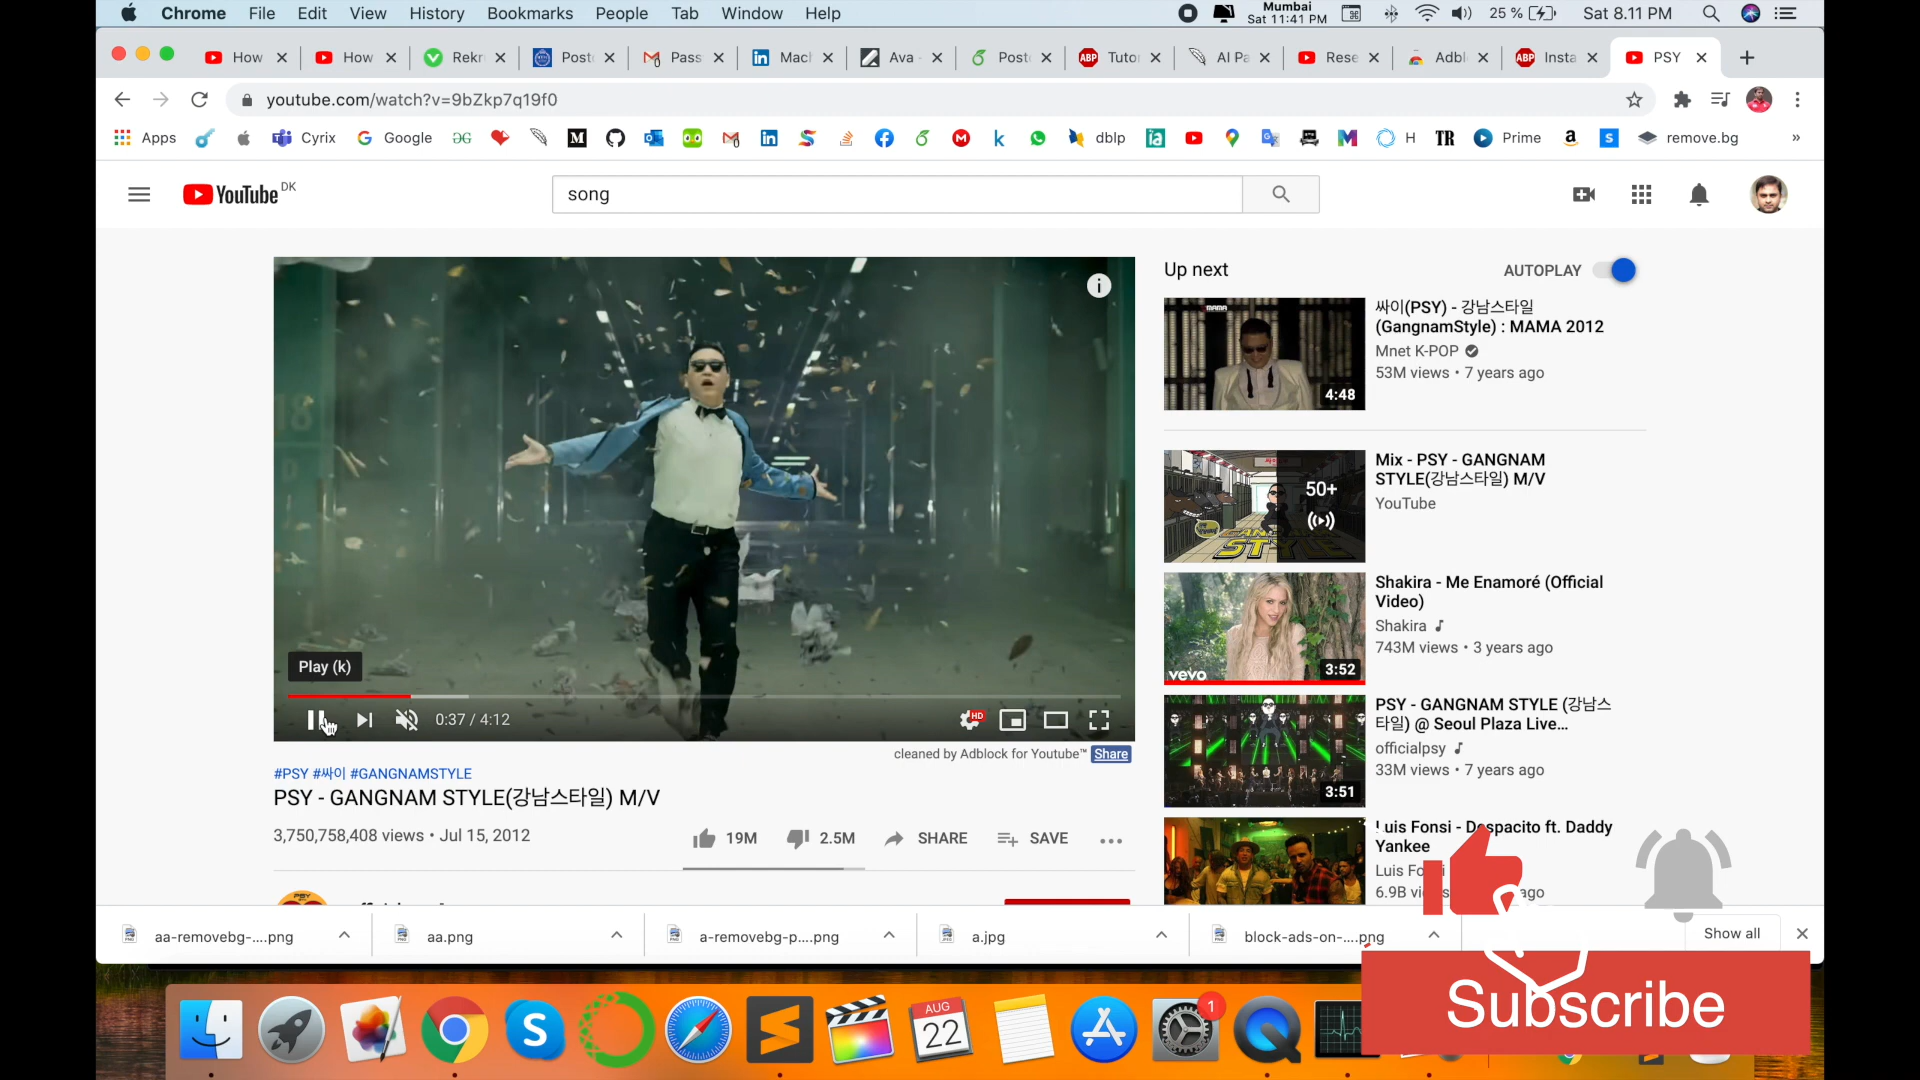 Chrome File Edit View History Bookmarks People Tab Window Help
Mumbai
Sat 11:41 PM
25 % Sat 8.11 PM
How How Rekr Post Pass Mac Ava Post Tutor AI Pa Rese Adbl Insta PSY
youtube.com/watch?v=9bZkp7q19f0
Apps Cyrix Google dblp H TR Prime remove.bg »
YouTube DK
song
Up next
AUTOPLAY
싸이(PSY) - 강남스타일
(GangnamStyle) : MAMA 2012
Mnet K-POP
53M views • 7 years ago
4:48
Mix - PSY - GANGNAM
STYLE(강남스타일) M/V
YouTube
50+
Shakira - Me Enamoré (Official
Video)
Shakira
743M views • 3 years ago
vevo
3:52
PSY - GANGNAM STYLE (강남스
타일) @ Seoul Plaza Live...
officialpsy
33M views • 7 years ago
3:51
Luis Fonsi - Despacito ft. Daddy
Yankee
Play (k)
0:37 / 4:12
HD
cleaned by Adblock for Youtube™ Share
#PSY #싸이 #GANGNAMSTYLE
PSY - GANGNAM STYLE(강남스타일) M/V
3,750,758,408 views • Jul 15, 2012
19M 2.5M SHARE SAVE
aa-removebg-....png
aa.png
a-removebg-p....png
a.jpg
block-ads-on-....png
Show all
AUG
22
1
Subscribe